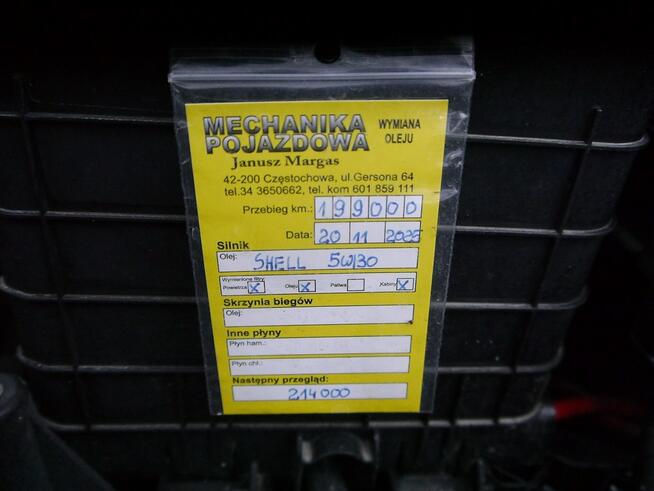 MECHANIKA POJAZDOWA
WYMIANA OLEJU
Janusz Margas
42-200 Częstochowa, ul.Gersona 64
tel.34 3650662, tel. kom 601 859 111
Przebieg km.: 199000
Data: 20 11
Silnik
Olej: SHELL 5W/30
Wymienione filtry
Powietrza X Oleju X Paliwa Kabiny X
Skrzynia biegów
Olej:
Inne płyny
Płyn ham.:
Płyn chł.:
Następny przegląd:
214000